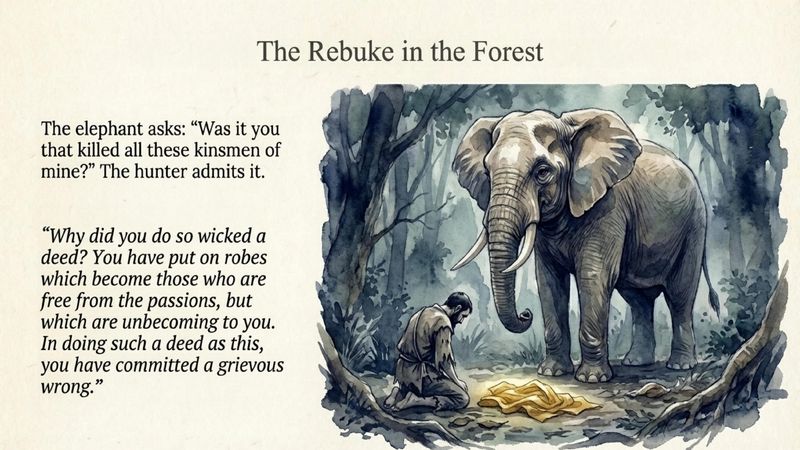 The Rebuke in the Forest
The elephant asks: “Was it you
that killed all these kinsmen of
mine?” The hunter admits it.
“Why did you do so wicked a
deed? You have put on robes
which become those who are
free from the passions, but
which are unbecoming to you.
In doing such a deed as this,
you have committed a grievous
wrong.”